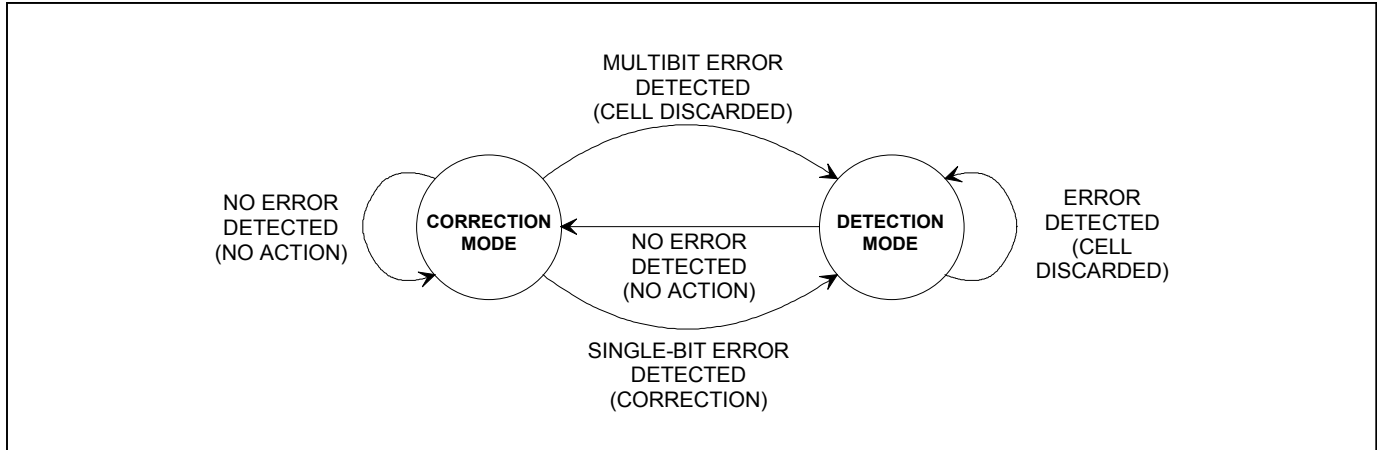 MULTIBIT ERROR
DETECTED
(CELL DISCARDED)
NO ERROR
DETECTED
(NO ACTION)
CORRECTION
MODE
NO ERROR
DETECTED
(NO ACTION)
DETECTION
MODE
ERROR
DETECTED
(CELL
DISCARDED)
SINGLE-BIT ERROR
DETECTED
(CORRECTION)